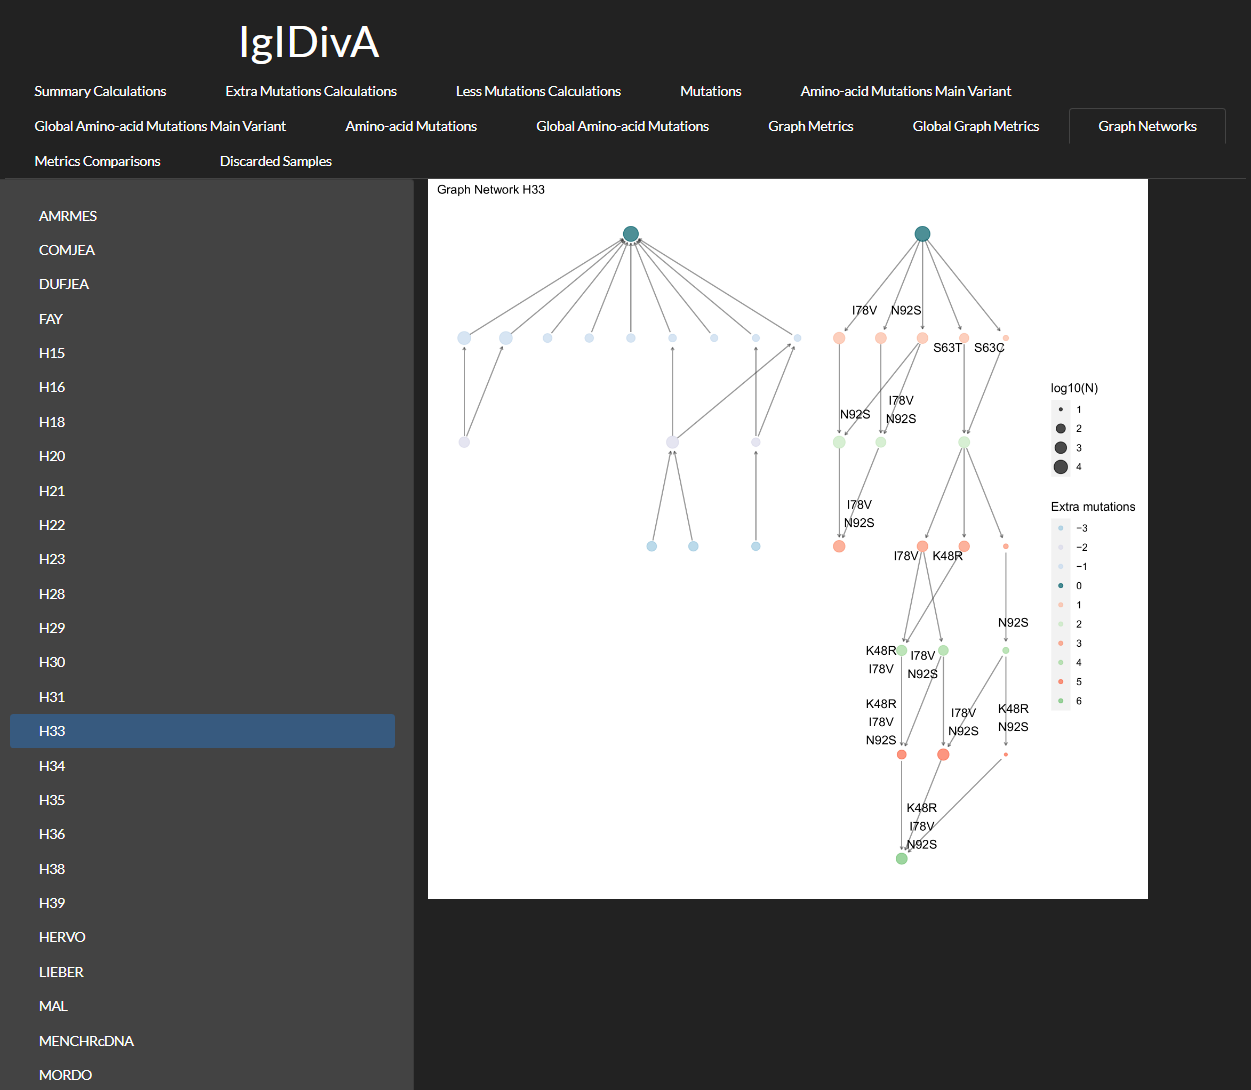 IgIDivA
Summary Calculations Extra Mutations Calculations Less Mutations Calculations Mutations Amino-acid Mutations Main Variant
Global Amino-acid Mutations Main Variant Amino-acid Mutations Global Amino-acid Mutations Graph Metrics Global Graph Metrics Graph Networks
Metrics Comparisons Discarded Samples
AMRMES
COMJEA
DUFJEA
FAY
H15
H16
H18
H20
H21
H22
H23
H28
H29
H30
H31
H33
H34
H35
H36
H38
H39
HERVO
LIEBER
MAL
MENCHRcDNA
MORDO
Graph Network H33
I78V N92S
S63T S63C
I78V
N92S N92S
I78V
N92S
I78V K48R
N92S
K48R I78V
I78V N92S
K48R
I78V I78V K48R
N92S N92S N92S
K48R
I78V
N92S
log10(N)
1
2
3
4
Extra mutations
−3
−2
−1
0
1
2
3
4
5
6